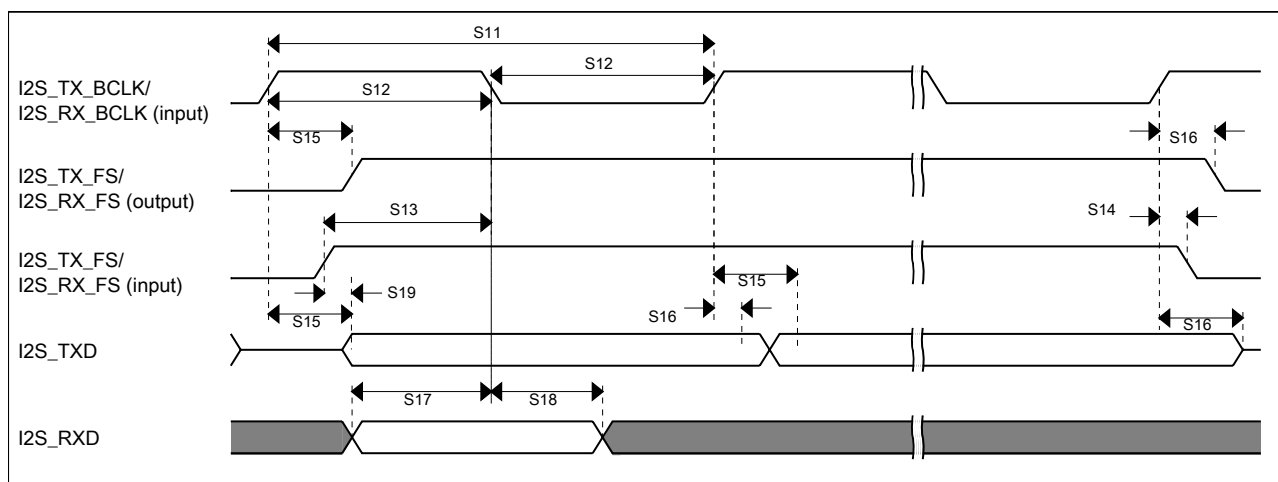 S11
I2S_TX_BCLK/
I2S_RX_BCLK (input)
S12
S12
S15
S16
I2S_TX_FS/
I2S_RX_FS (output)
S13
S14
I2S_TX_FS/
I2S_RX_FS (input)
S19
S15
S15
S16
S16
I2S_TXD
S17
S18
I2S_RXD